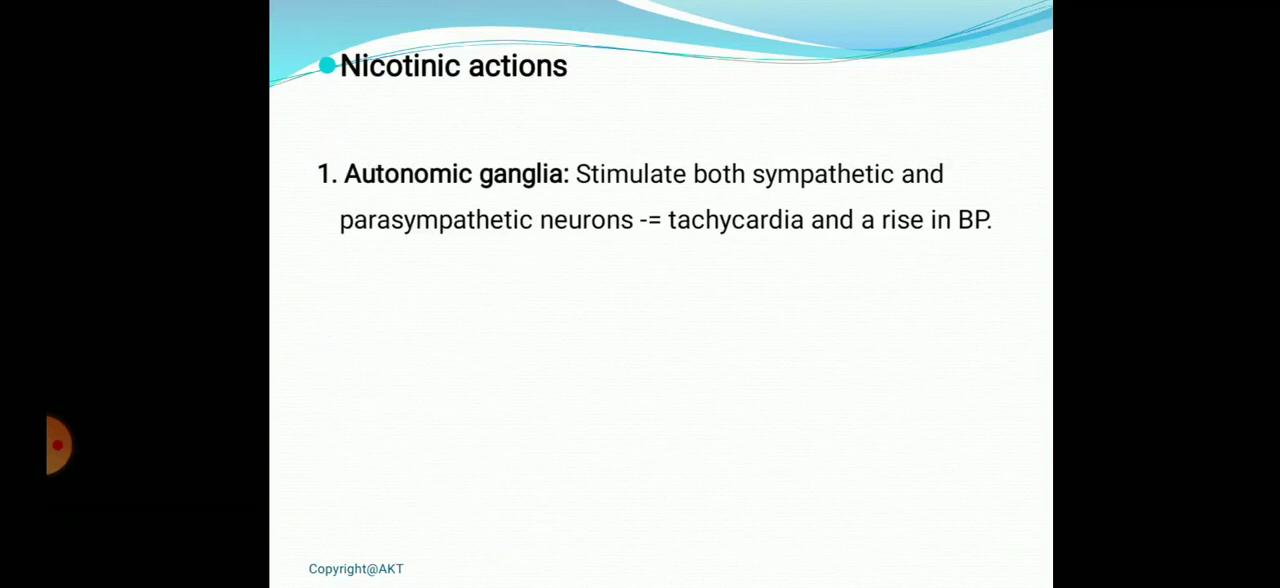 Nicotinic actions
1. Autonomic ganglia: Stimulate both sympathetic and
parasympathetic neurons -= tachycardia and a rise in BP.
Copyright@AKT